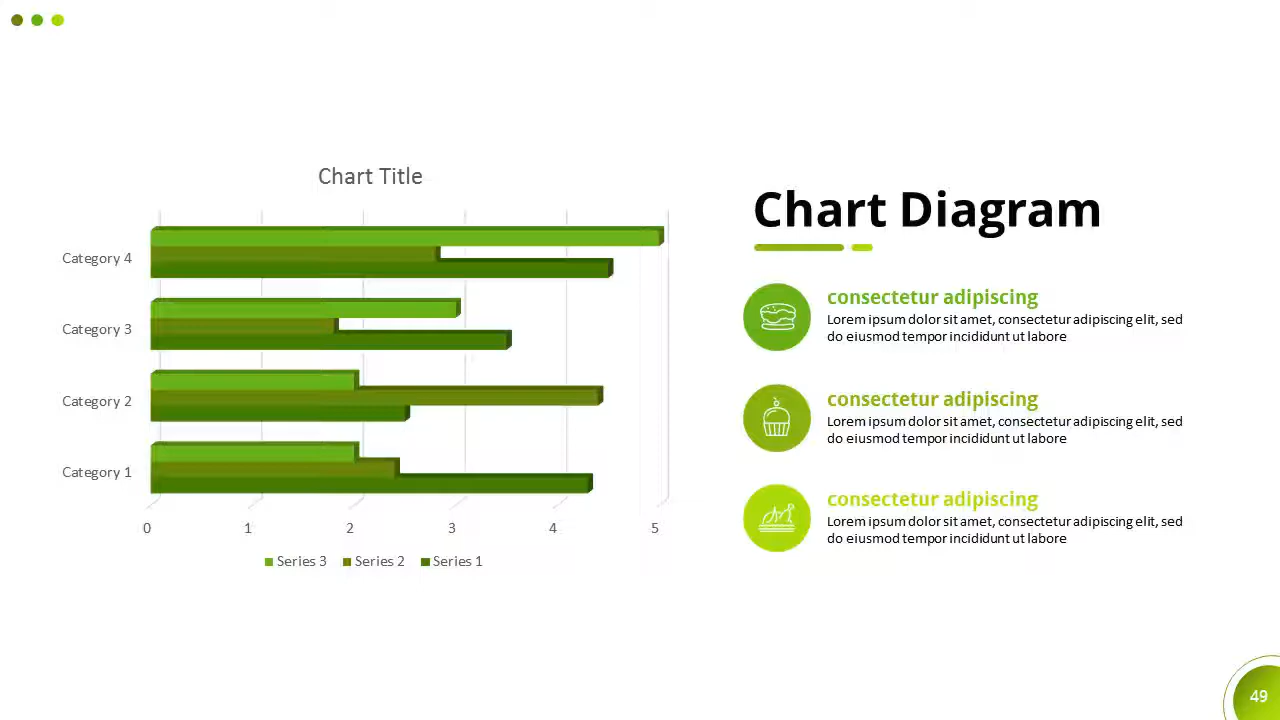 Chart Title
Category 4
Category 3
Category 2
Category 1
0 1 2 3 4 5
Series 3 Series 2 Series 1
Chart Diagram
consectetur adipiscing
Lorem ipsum dolor sit amet, consectetur adipiscing elit, sed
do eiusmod tempor incididunt ut labore
consectetur adipiscing
Lorem ipsum dolor sit amet, consectetur adipiscing elit, sed
do eiusmod tempor incididunt ut labore
consectetur adipiscing
Lorem ipsum dolor sit amet, consectetur adipiscing elit, sed
do eiusmod tempor incididunt ut labore
49